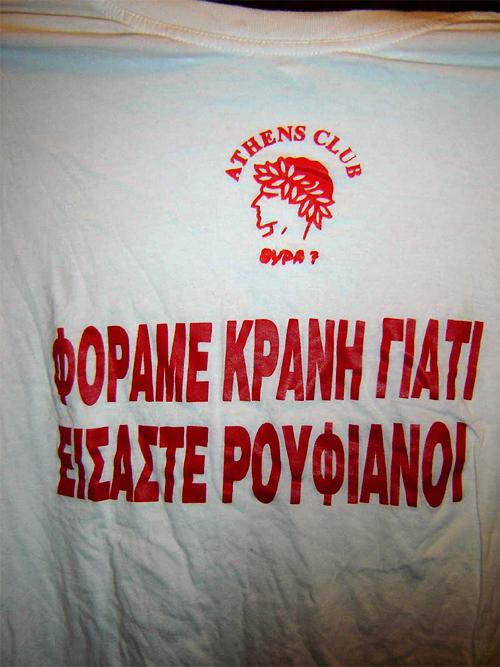 ATHENS CLUB
ΘΥΡΑ 7
ΦΟΡΑΜΕ ΚΡΑΝΗ ΓΙΑΤΙ
ΕΙΣΑΣΤΕ ΡΟΥΦΙΑΝΟΙ